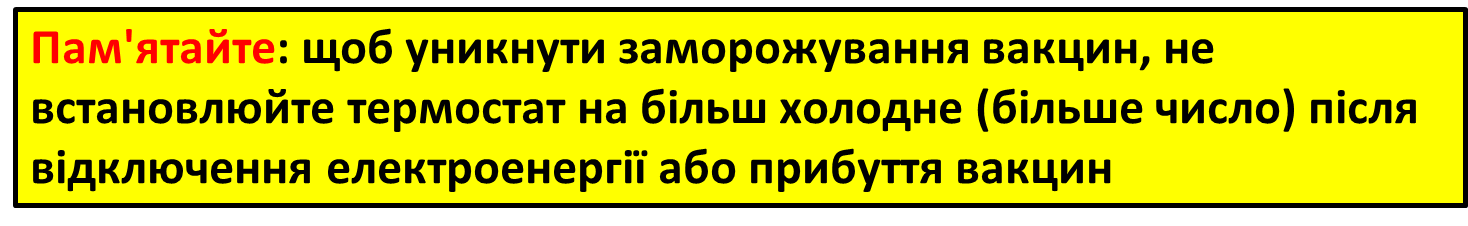 Пам'ятайте: щоб уникнути заморожування вакцин, не
встановлюйте термостат на більш холодне (більше число) після
відключення електроенергії або прибуття вакцин